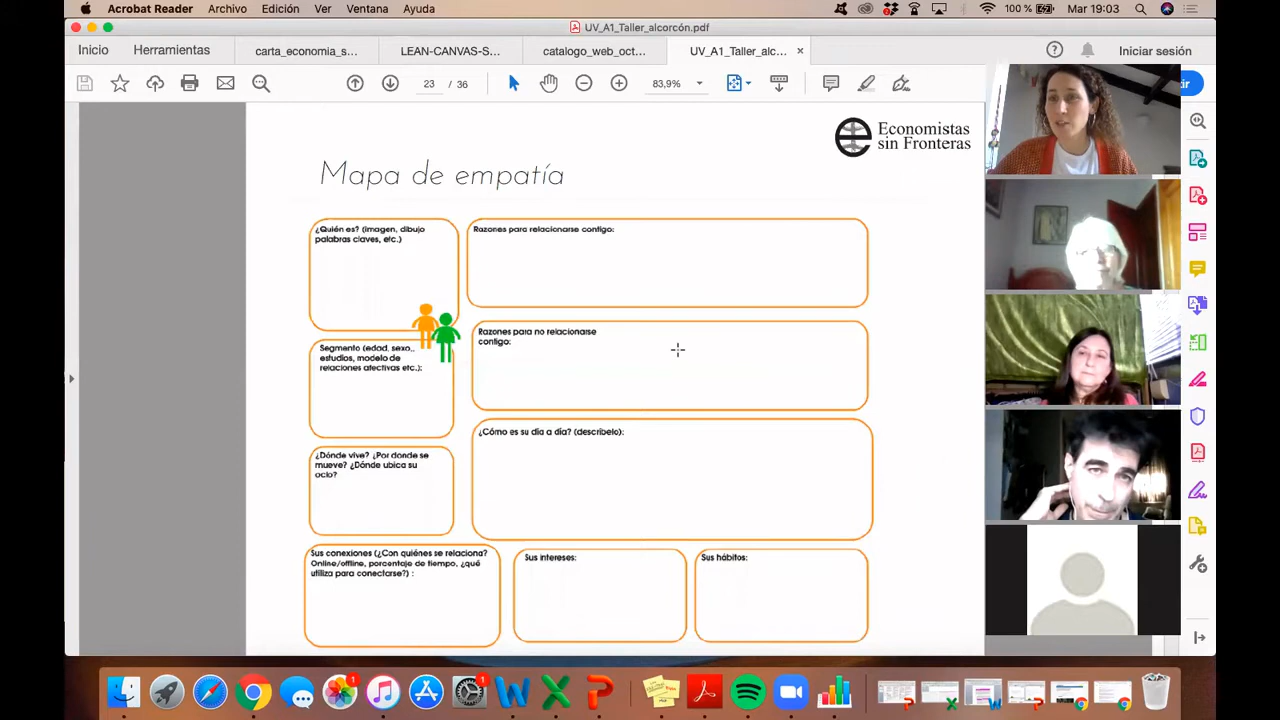 Acrobat Reader Archivo Edición Ver Ventana Ayuda
100 % Mar 19:03
UV_A1_Taller_alcorcón.pdf
Inicio Herramientas carta_economia_s... LEAN-CANVAS-S... catalogo_web_oct... UV_A1_Taller_alc... × Iniciar sesión
23 / 36 83,9%
Economistas
sin Fronteras
Mapa de empatía
¿Quién es? (imagen, dibujo
palabras claves, etc.)
Razones para relacionarse contigo:
Razones para no relacionarse
contigo:
Segmento (edad, sexo,,
estudios, modelo de
relaciones afectivas etc.):
¿Cómo es su día a día? (descríbelo):
¿Dónde vive? ¿Por donde se
mueve? ¿Dónde ubica su
ocio?
Sus conexiones (¿Con quiénes se relaciona?
Online/offline, porcentaje de tiempo, ¿qué
utiliza para conectarse?) :
Sus intereses:
Sus hábitos:
1
1